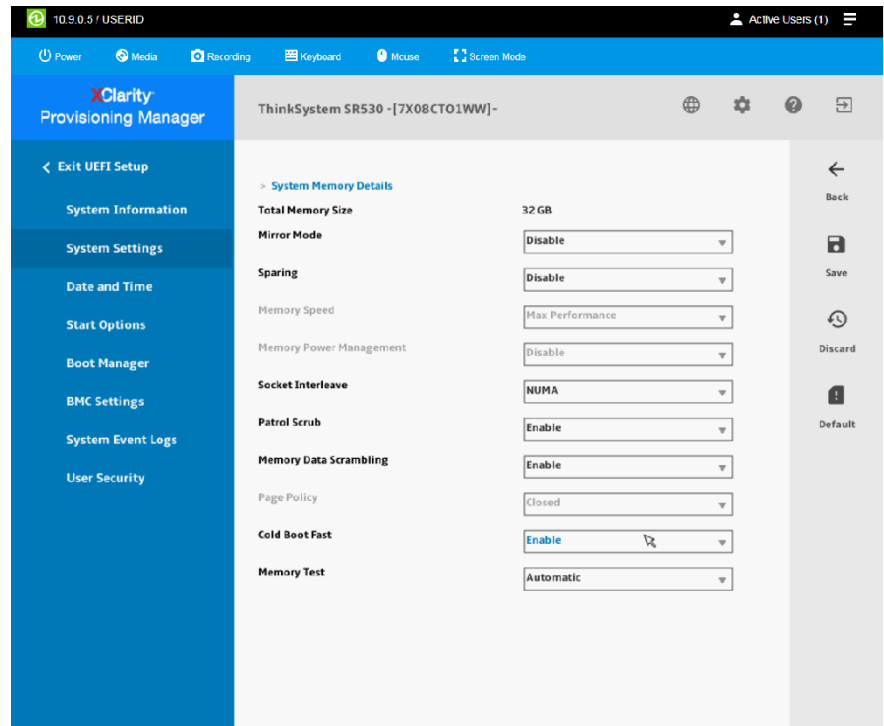 10.9.0.5 / USERID
Active Users (1)
Power Media Recording Keyboard Mouse Screen Mode
XClarity
Provisioning Manager
ThinkSystem SR530 -[7X08CTO1WW]-
Exit UEFI Setup
System Information
System Settings
Date and Time
Start Options
Boot Manager
BMC Settings
System Event Logs
User Security
> System Memory Details
Total Memory Size 32 GB
Mirror Mode Disable
Sparing Disable
Memory Speed Max Performance
Memory Power Management Disable
Socket Interleave NUMA
Patrol Scrub Enable
Memory Data Scrambling Enable
Page Policy Closed
Cold Boot Fast Enable
Memory Test Automatic
Back
Save
Discard
Default